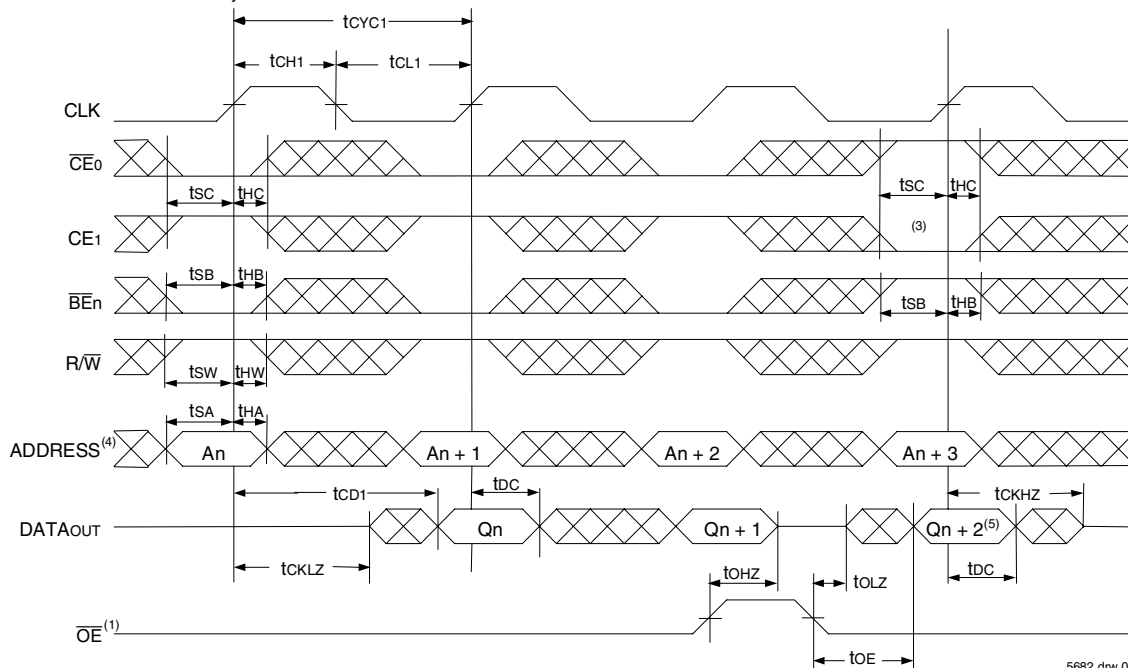 tCYC1
tCH1 tCL1
CLK
CE0
tSC tHC tSC tHC
CE1 (3)
tSB tHB
BEn tSB tHB
R/W
tSW tHW
tSA tHA
ADDRESS(4) An An + 1 An + 2 An + 3
tCD1 tDC tCKHZ
DATAOUT Qn Qn + 1 Qn + 2(5)
tCKLZ tOHZ tOLZ tDC
OE(1)
tOE